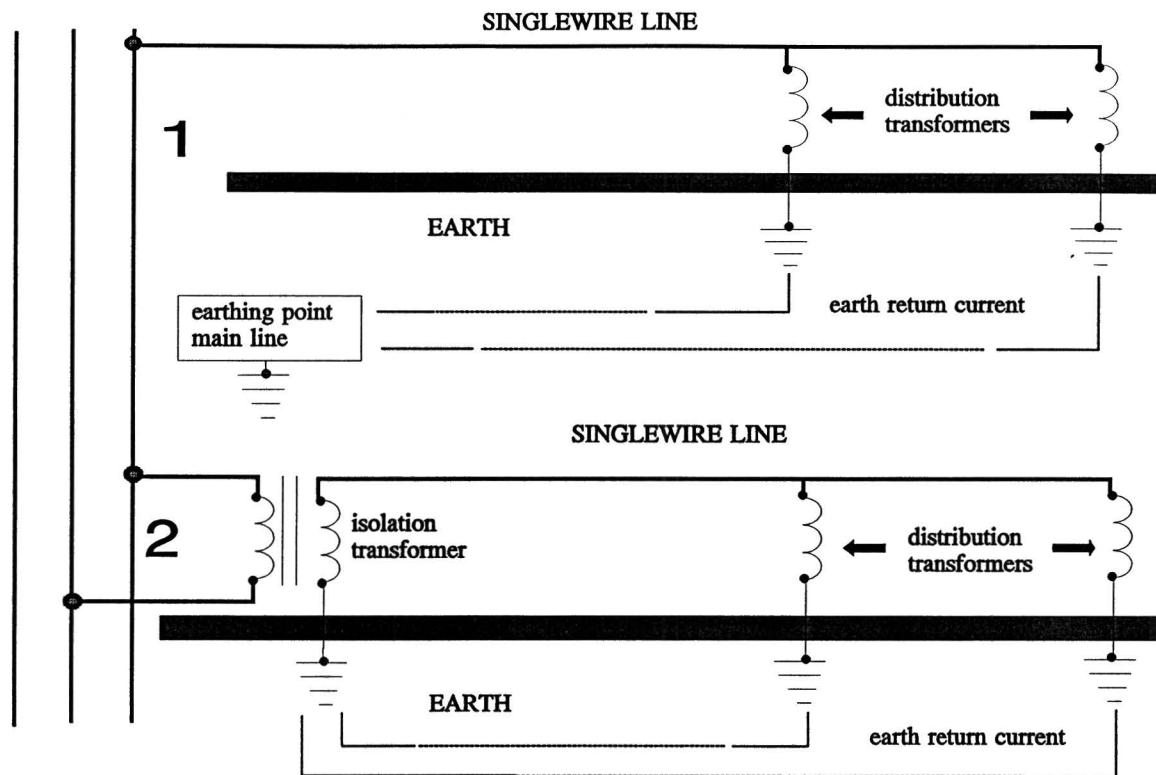 SINGLEWIRE LINE
1
distribution
transformers
EARTH
earthing point
main line
earth return current
SINGLEWIRE LINE
2
isolation
transformer
distribution
transformers
EARTH
earth return current